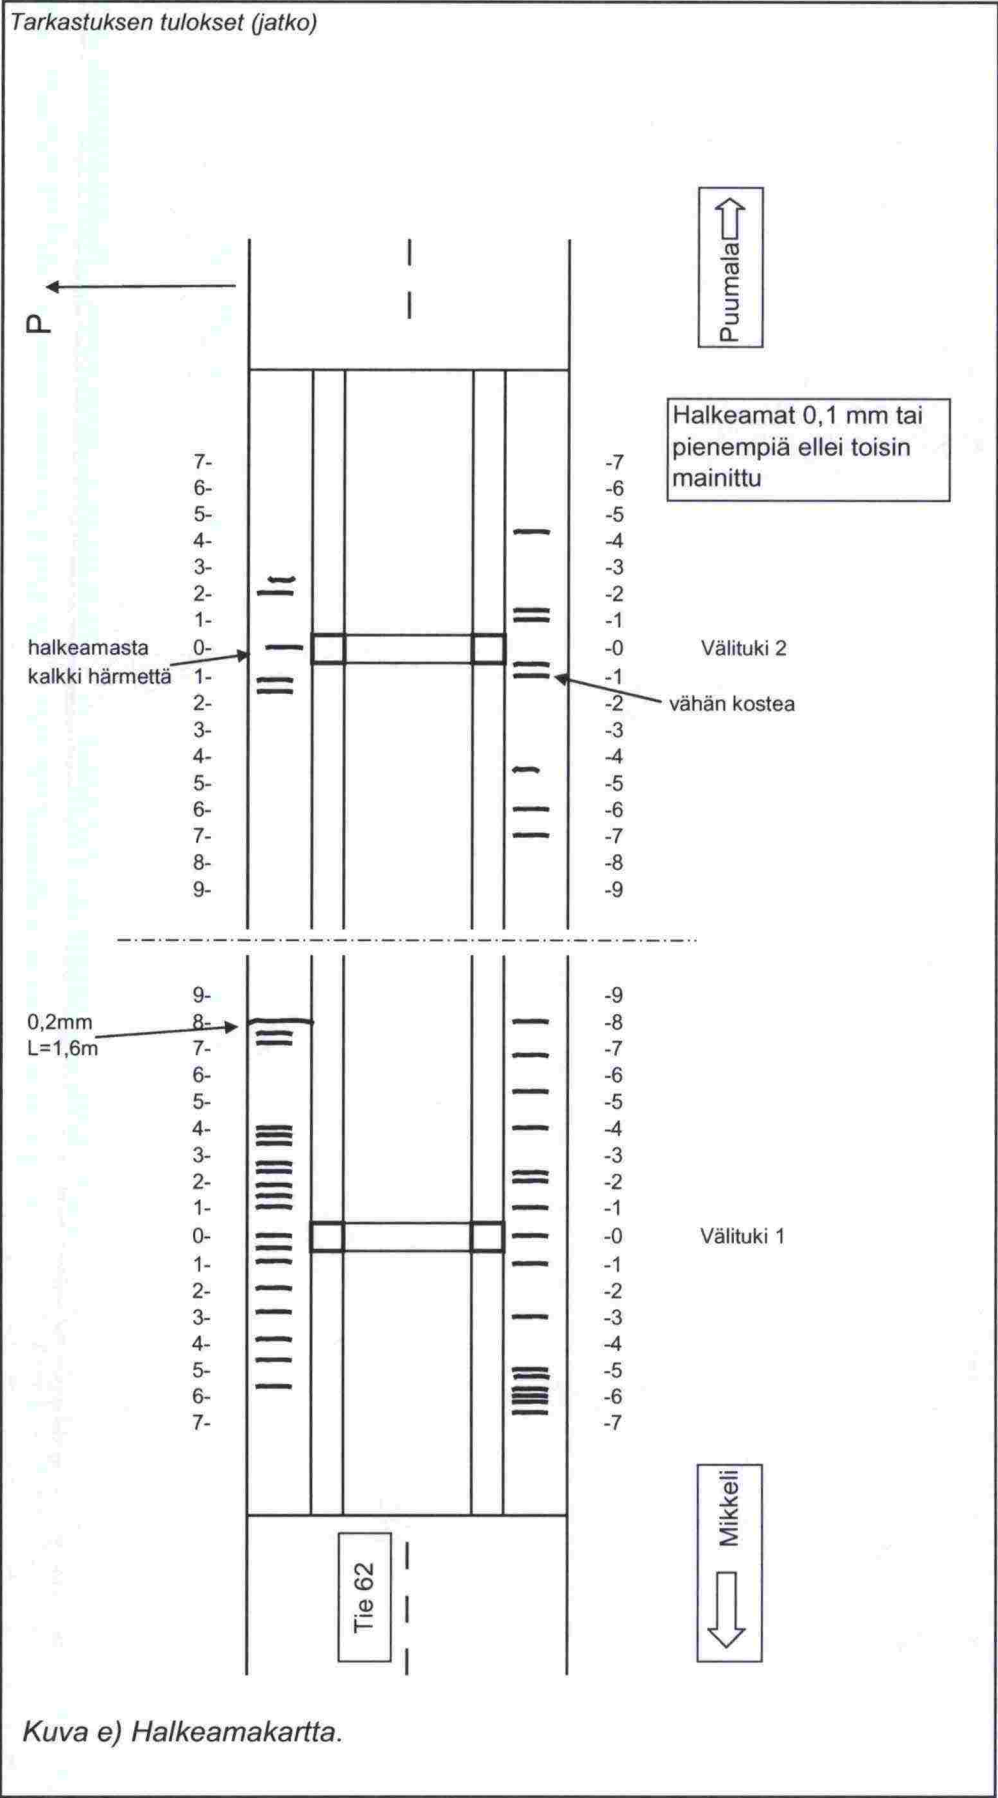 Tarkastuksen tulokset (jatko)
Puumala
P
Halkeamat 0,1 mm tai
pienempiä ellei toisin
mainittu
7- -7
6- -6
5- -5
4- -4
3- -3
2- -2
1- -1
halkeamasta
kalkki härmettä
0- -0 Välituki 2
1- -1
2- -2 vähän kostea
3- -3
4- -4
5- -5
6- -6
7- -7
8- -8
9- -9
9- -9
0,2mm
L=1,6m
8- -8
7- -7
6- -6
5- -5
4- -4
3- -3
2- -2
1- -1
0- -0 Välituki 1
1- -1
2- -2
3- -3
4- -4
5- -5
6- -6
7- -7
Mikkeli
Tie 62
Kuva e) Halkeamakartta.